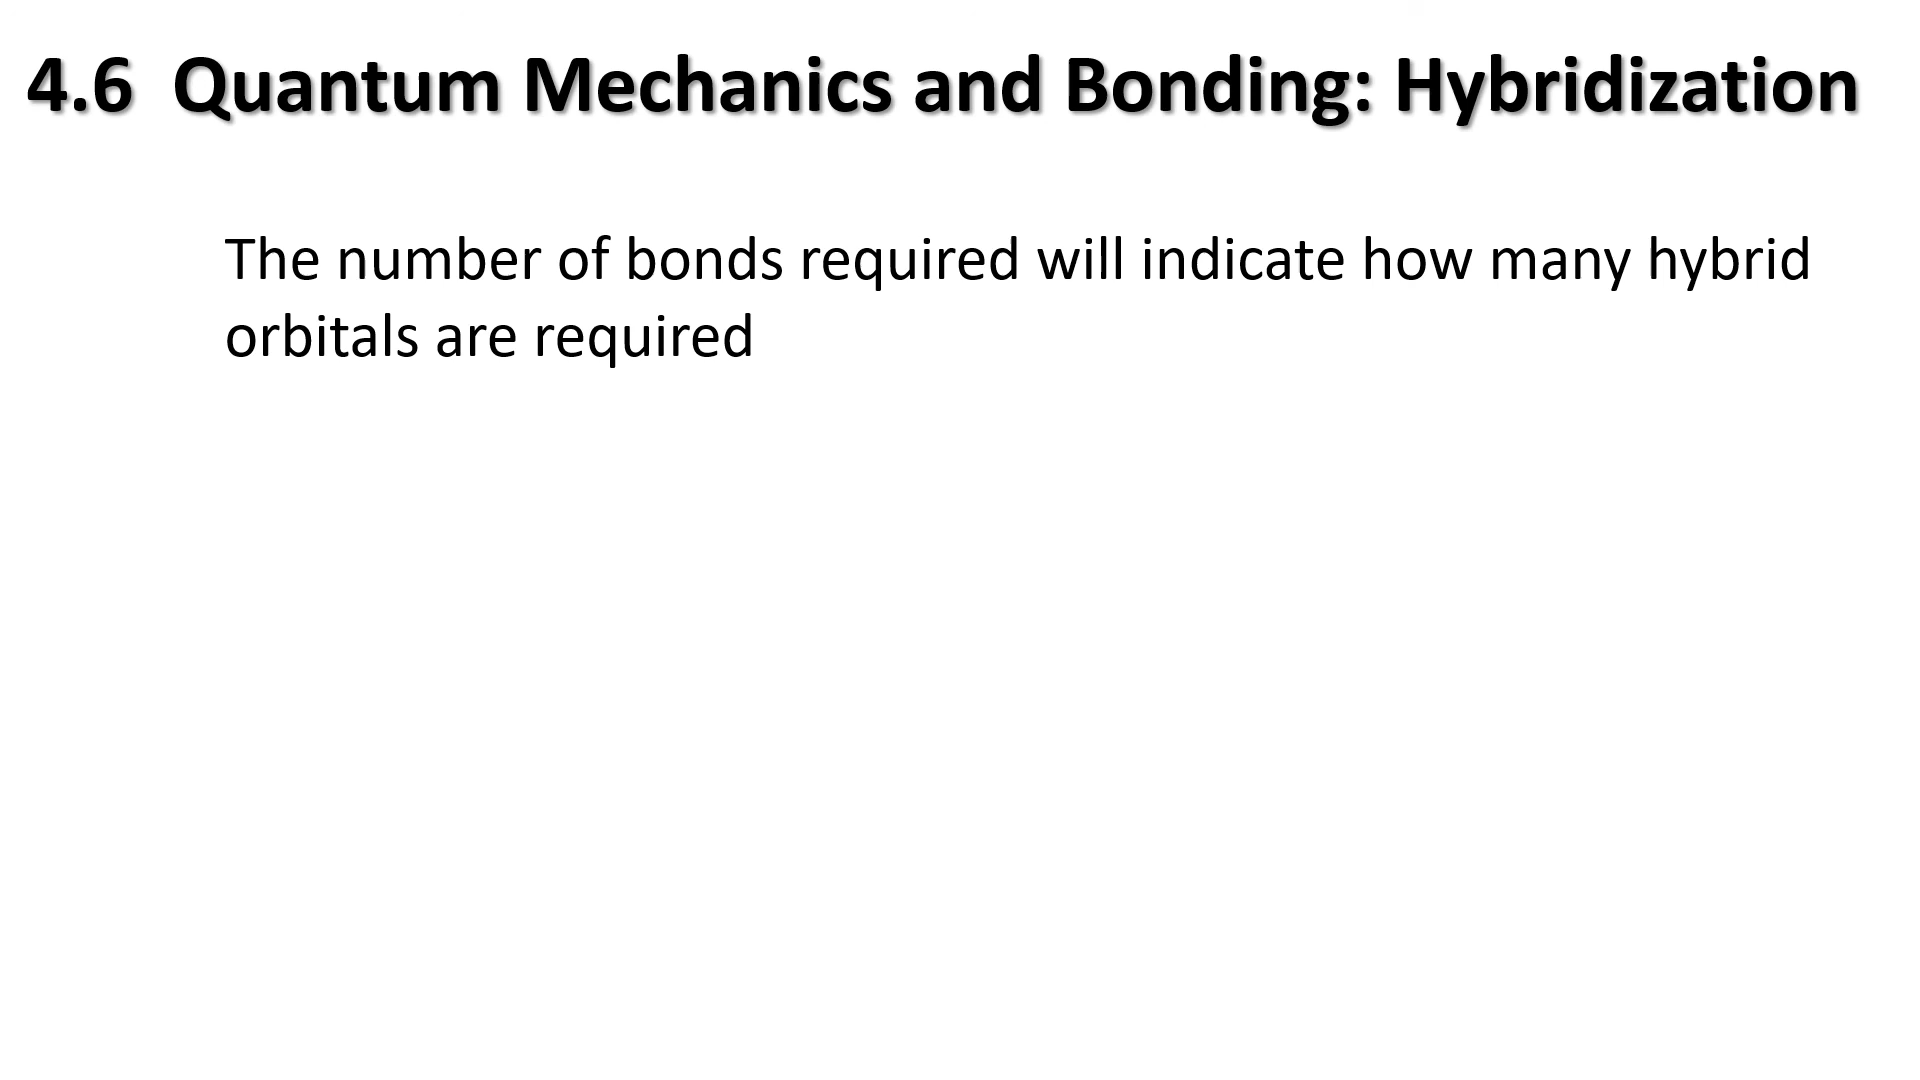 4.6  Quantum Mechanics and Bonding: Hybridization
The number of bonds required will indicate how many hybrid
orbitals are required